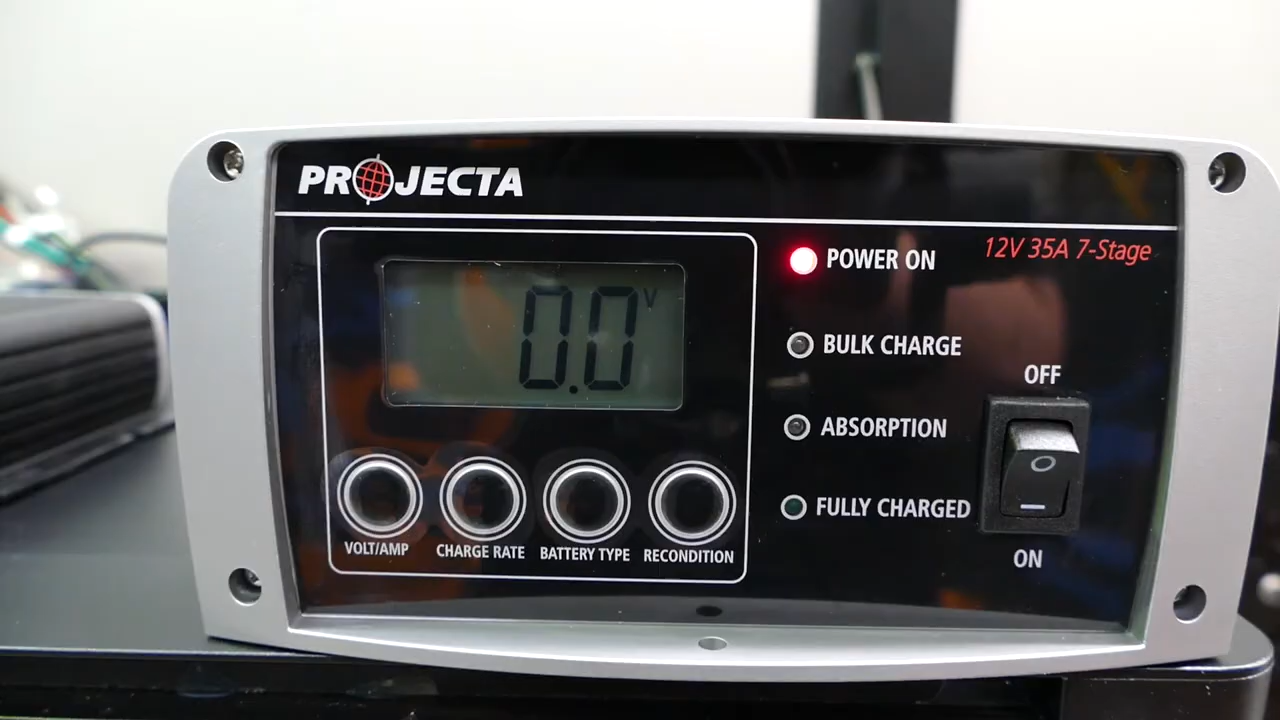 PROJECTA
12V 35A 7-Stage
0.0 V
POWER ON
BULK CHARGE
ABSORPTION
FULLY CHARGED
OFF
ON
VOLT/AMP
CHARGE RATE
BATTERY TYPE
RECONDITION